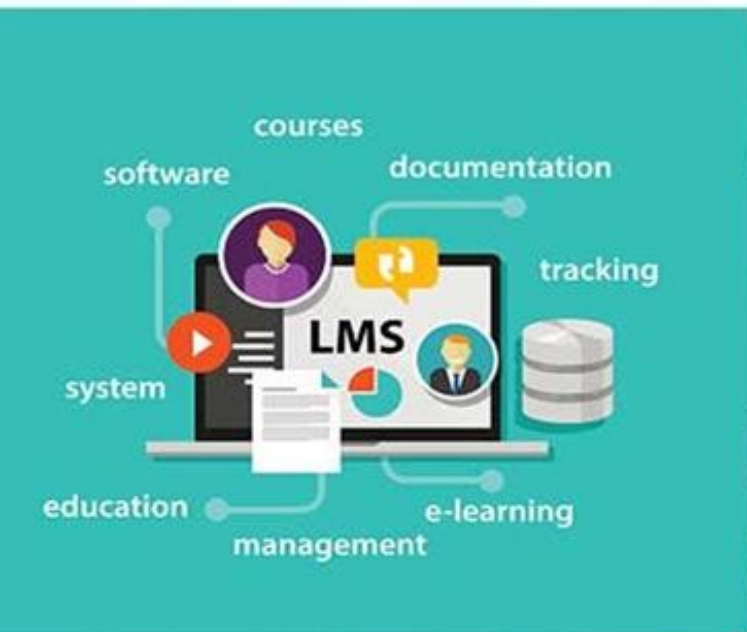 courses
software
documentation
tracking
LMS
system
education
e-learning
management